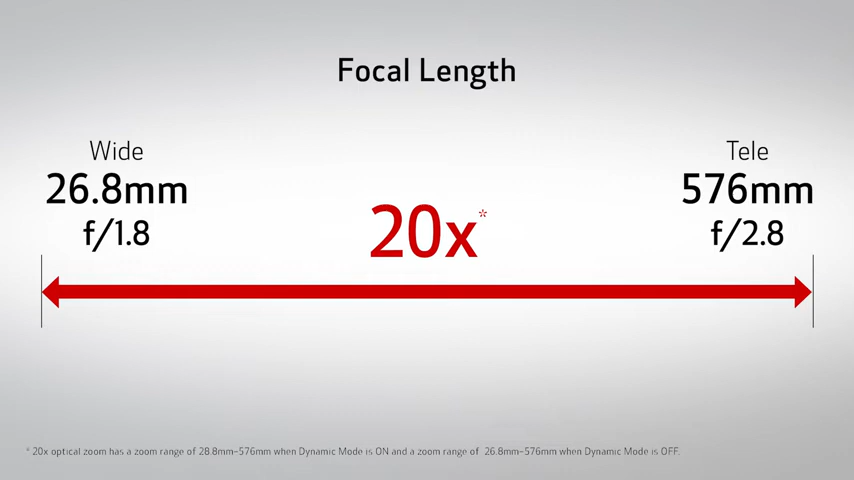 Focal Length
Wide
26.8mm
f/1.8
20x*
Tele
576mm
f/2.8
* 20x optical zoom has a zoom range of 28.8mm–576mm when Dynamic Mode is ON and a zoom range of 26.8mm–576mm when Dynamic Mode is OFF.